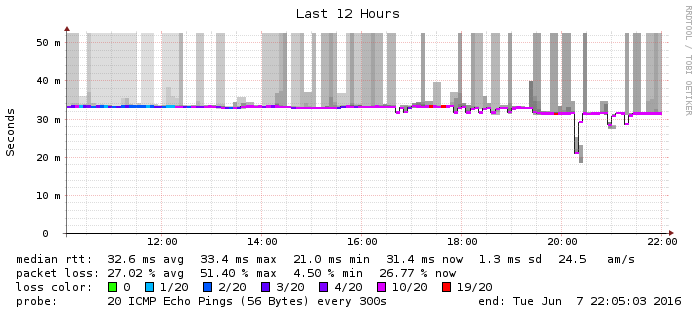 Last 12 Hours
RRDTOOL / TOBI OETIKER
50 m
40 m
30 m
20 m
10 m
0
Seconds
12:00 14:00 16:00 18:00 20:00 22:00
median rtt: 32.6 ms avg 33.4 ms max 21.0 ms min 31.4 ms now 1.3 ms sd 24.5 am/s
packet loss: 27.02 % avg 51.40 % max 4.50 % min 26.77 % now
loss color: 0 1/20 2/20 3/20 4/20 10/20 19/20
probe: 20 ICMP Echo Pings (56 Bytes) every 300s end: Tue Jun 7 22:05:03 2016